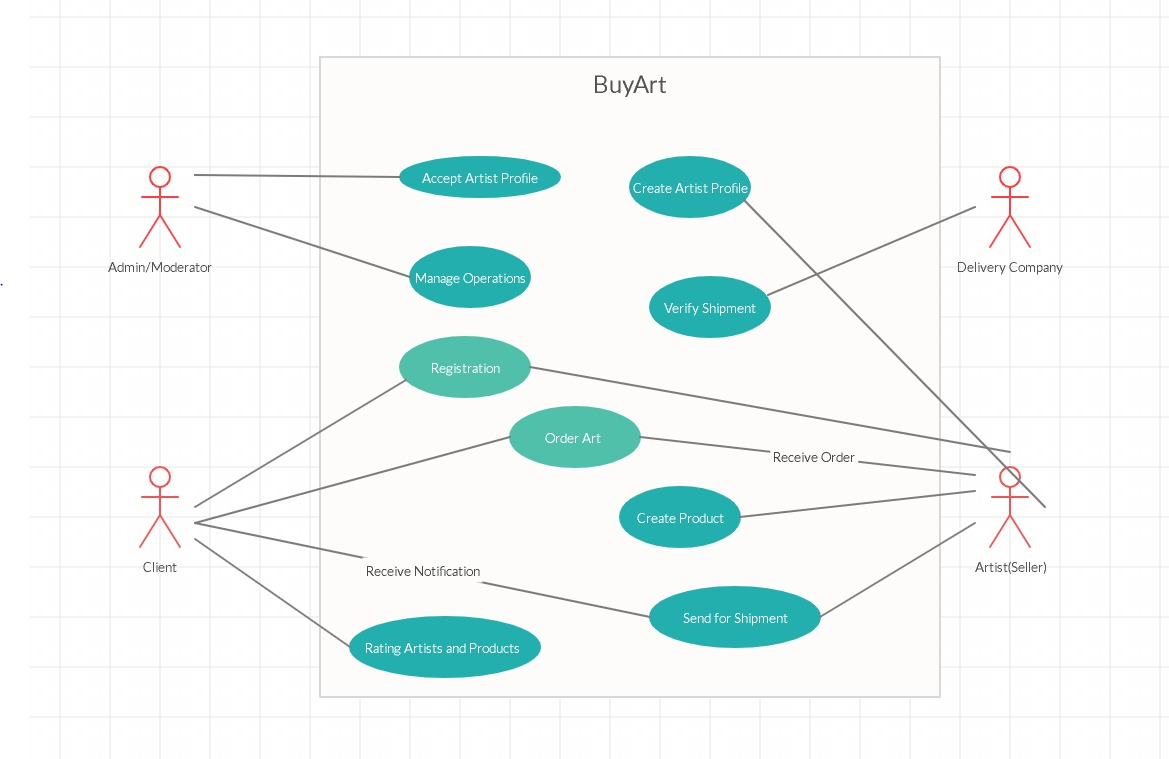 BuyArt
Accept Artist Profile
Create Artist Profile
Admin/Moderator
Delivery Company
Manage Operations
Verify Shipment
Registration
Order Art
Receive Order
Create Product
Client
Receive Notification
Artist(Seller)
Send for Shipment
Rating Artists and Products